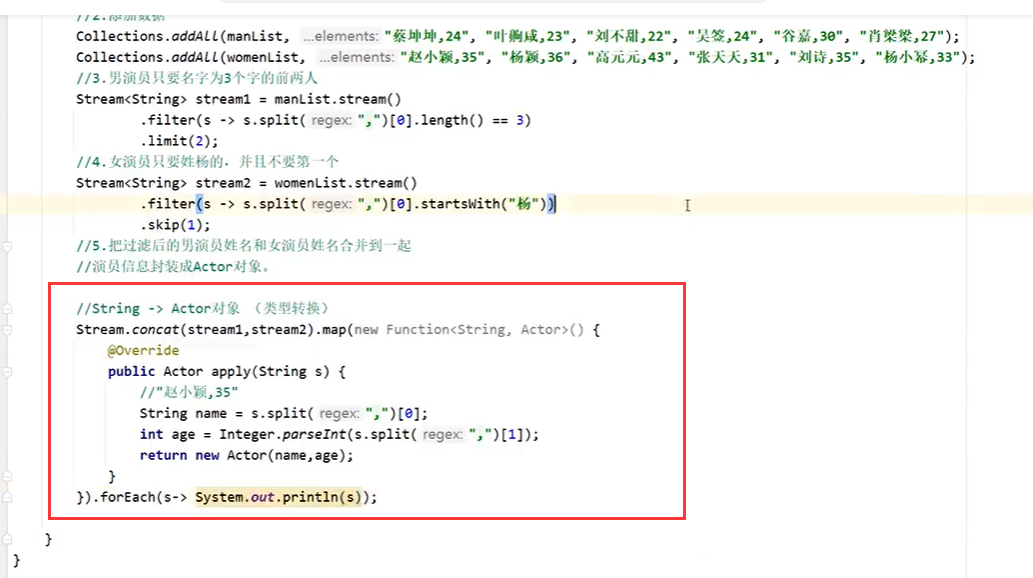 //2.添加数据
Collections.addAll(manList, ...elements: "蔡坤坤,24", "叶齁咸,23", "刘不甜,22", "吴签,24", "谷嘉,30", "肖梁梁,27");
Collections.addAll(womenList, ...elements: "赵小颖,35", "杨颖,36", "高元元,43", "张天天,31", "刘诗,35", "杨小幂,33");
//3.男演员只要名字为3个字的前两人
Stream<String> stream1 = manList.stream()
.filter(s -> s.split( regex: ",")[0].length() == 3)
.limit(2);
//4.女演员只要姓杨的，并且不要第一个
Stream<String> stream2 = womenList.stream()
.filter(s -> s.split( regex: ",")[0].startsWith("杨"))
.skip(1);
//5.把过滤后的男演员姓名和女演员姓名合并到一起
//演员信息封装成Actor对象。
//String -> Actor对象 （类型转换）
Stream.concat(stream1,stream2).map(new Function<String, Actor>() {
@Override
public Actor apply(String s) {
//"赵小颖,35"
String name = s.split( regex: ",")[0];
int age = Integer.parseInt(s.split( regex: ",")[1]);
return new Actor(name,age);
}
}).forEach(s-> System.out.println(s));
}
}